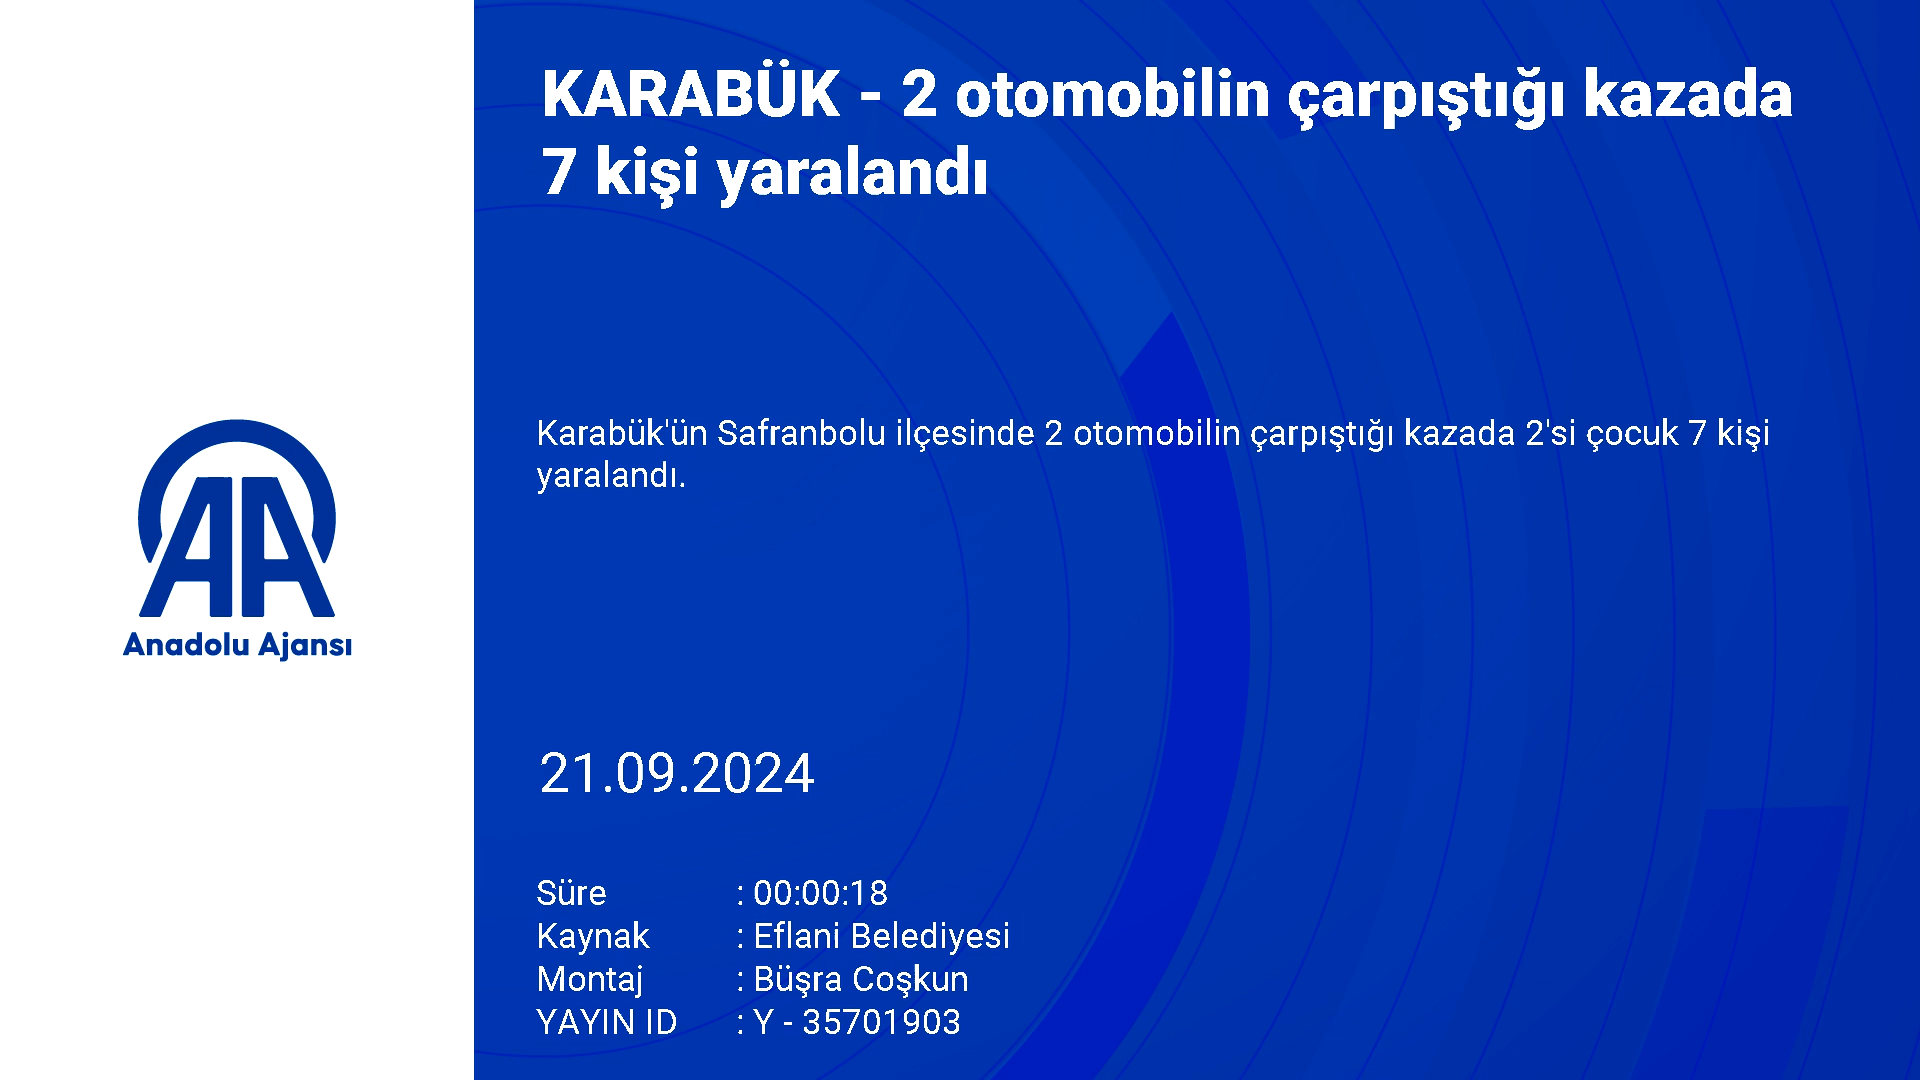 KARABÜK - 2 otomobilin çarpıştığı kazada
7 kişi yaralandı
Karabük'ün Safranbolu ilçesinde 2 otomobilin çarpıştığı kazada 2'si çocuk 7 kişi
yaralandı.
AA
Anadolu Ajansı
21.09.2024
Süre : 00:00:18
Kaynak : Eflani Belediyesi
Montaj : Büşra Coşkun
YAYIN ID : Y - 35701903